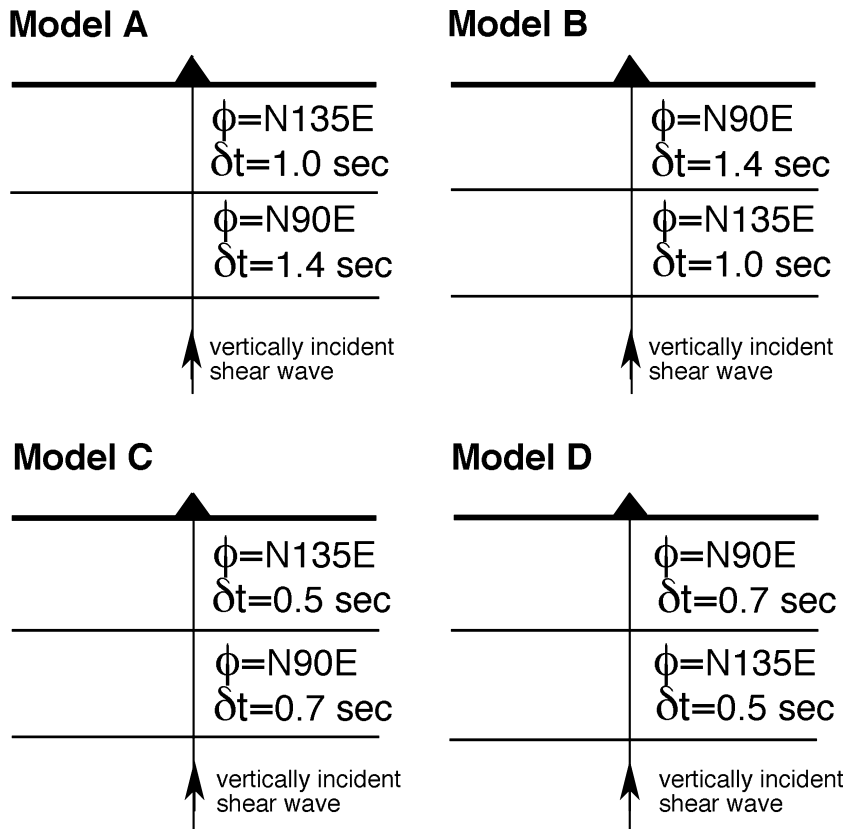 Model A
ϕ=N135E
δt=1.0 sec
ϕ=N90E
δt=1.4 sec
vertically incident
shear wave
Model B
ϕ=N90E
δt=1.4 sec
ϕ=N135E
δt=1.0 sec
vertically incident
shear wave
Model C
ϕ=N135E
δt=0.5 sec
ϕ=N90E
δt=0.7 sec
vertically incident
shear wave
Model D
ϕ=N90E
δt=0.7 sec
ϕ=N135E
δt=0.5 sec
vertically incident
shear wave